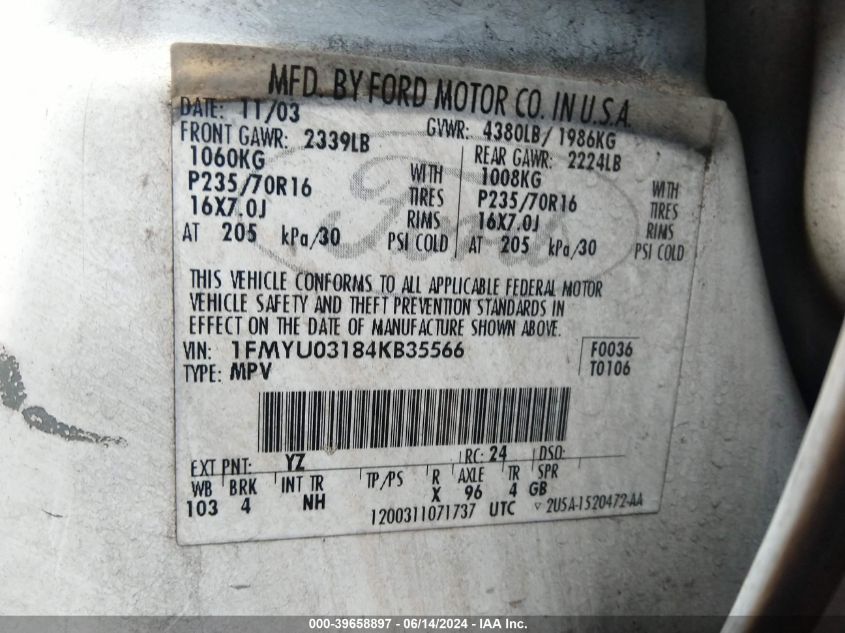 MFD. BY FORD MOTOR CO. IN U.S.A.
DATE: 11/03 GVWR: 4380LB/ 1986KG
FRONT GAWR: 2339LB REAR GAWR: 2224LB
1060KG WITH 1008KG WITH
P235/70R16 TIRES P235/70R16 TIRES
16X7.0J RIMS 16X7.0J RIMS
AT 205 kPa/30 PSI COLD AT 205 kPa/30 PSI COLD
Ford
THIS VEHICLE CONFORMS TO ALL APPLICABLE FEDERAL MOTOR
VEHICLE SAFETY AND THEFT PREVENTION STANDARDS IN
EFFECT ON THE DATE OF MANUFACTURE SHOWN ABOVE.
VIN: 1FMYU03184KB35566 F0036
TYPE: MPV T0106
EXT PNT: YZ RC: 24 DSO:
WB BRK INT TR TP/PS R AXLE TR SPR
103 4 NH X 96 4 GB
1200311071737 UTC ▽ 2U5A-1520472-AA
000-39658897 - 06/14/2024 - IAA Inc.